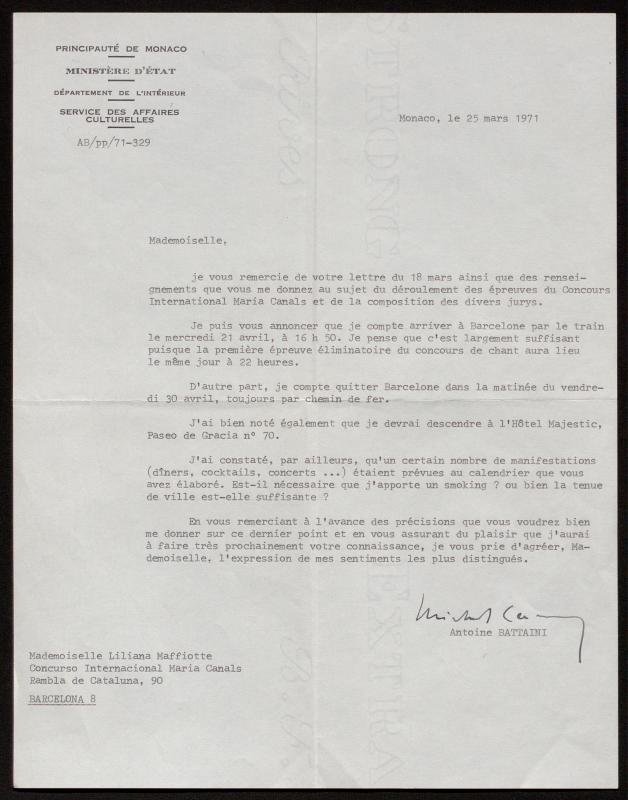 PRINCIPAUTÉ DE MONACO
MINISTÈRE D'ÉTAT
DÉPARTEMENT DE L'INTÉRIEUR
SERVICE DES AFFAIRES
CULTURELLES
AB/pp/71-329
Monaco, le 25 mars 1971
Mademoiselle,
je vous remercie de votre lettre du 18 mars ainsi que des rensei-
gnements que vous me donnez au sujet du déroulement des épreuves du Concours
International Maria Canals et de la composition des divers jurys.
Je puis vous annoncer que je compte arriver à Barcelone par le train
le mercredi 21 avril, à 16 h 50. Je pense que c'est largement suffisant
puisque la première épreuve éliminatoire du concours de chant aura lieu
le même jour à 22 heures.
D'autre part, je compte quitter Barcelone dans la matinée du vendre-
di 30 avril, toujours par chemin de fer.
J'ai bien noté également que je devrai descendre à l'Hôtel Majestic,
Paseo de Gracia n° 70.
J'ai constaté, par ailleurs, qu'un certain nombre de manifestations
(dîners, cocktails, concerts ...) étaient prévues au calendrier que vous
avez élaboré. Est-il nécessaire que j'apporte un smoking ? ou bien la tenue
de ville est-elle suffisante ?
En vous remerciant à l'avance des précisions que vous voudrez bien
me donner sur ce dernier point et en vous assurant du plaisir que j'aurai
à faire très prochainement votre connaissance, je vous prie d'agréer, Ma-
demoiselle, l'expression de mes sentiments les plus distingués.
Antoine BATTAINI
Mademoiselle Liliana Maffiotte
Concurso Internacional Maria Canals
Rambla de Cataluna, 90
BARCELONA 8
STRONG
EXTRA